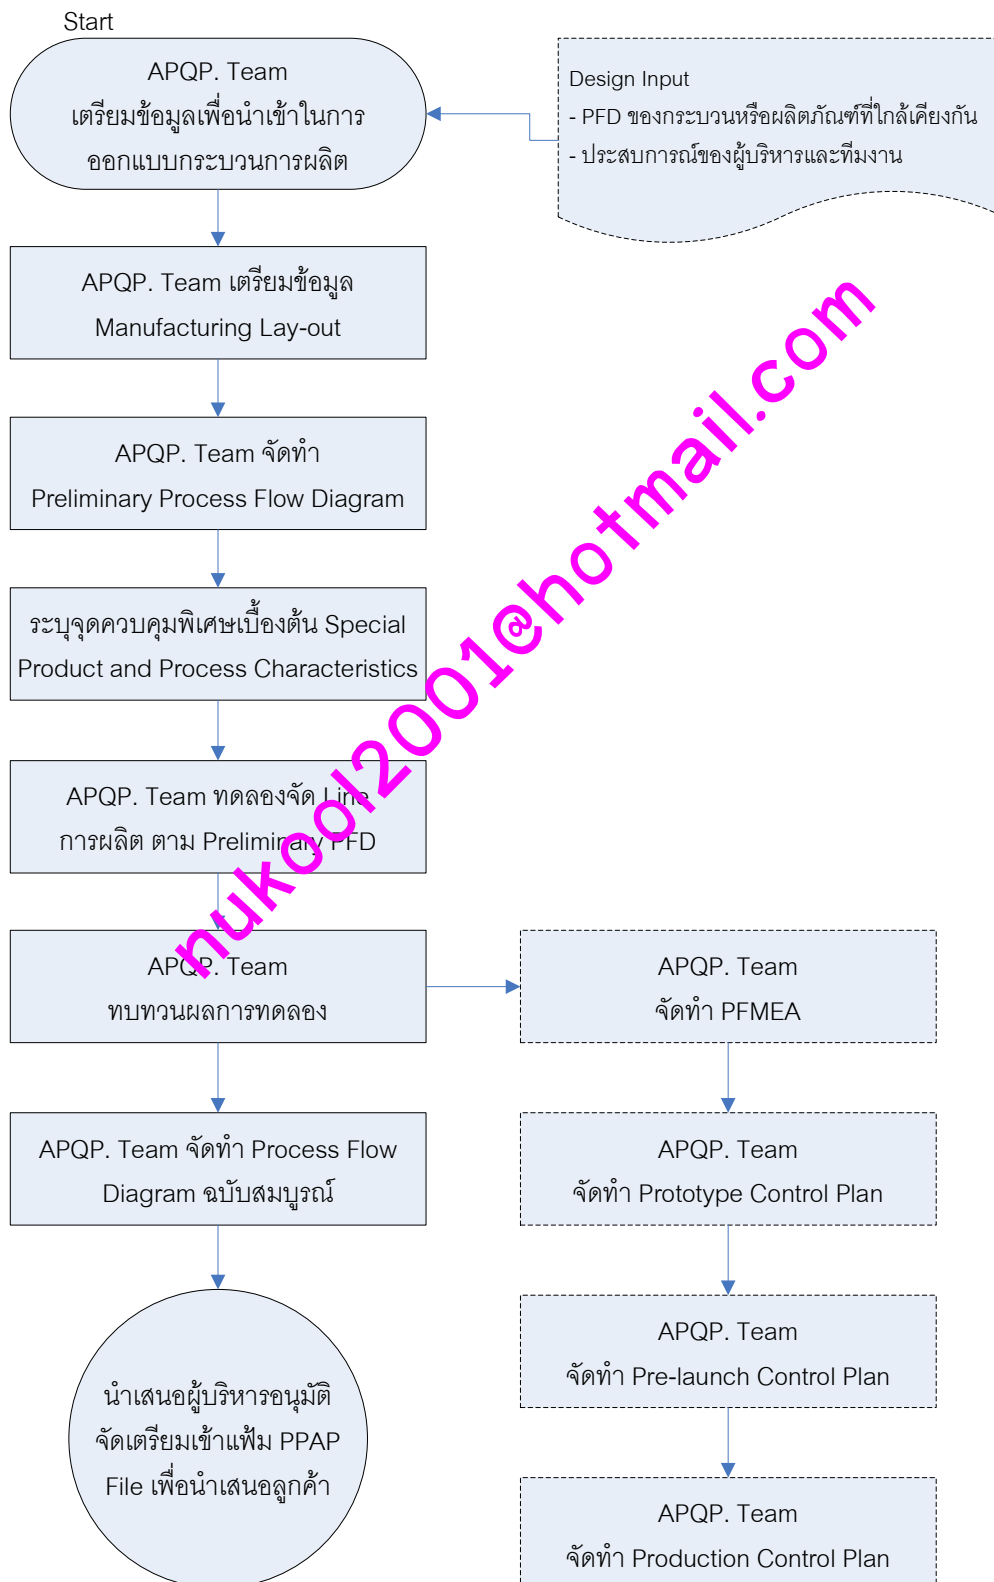 Start
APQP. Team
เตรียมข้อมูลเพื่อนำเข้าในการ
ออกแบบกระบวนการผลิต
Design Input
- PFD ของกระบวนหรือผลิตภัณฑ์ที่ใกล้เคียงกัน
- ประสบการณ์ของผู้บริหารและทีมงาน
APQP. Team เตรียมข้อมูล
Manufacturing Lay-out
APQP. Team จัดทำ
Preliminary Process Flow Diagram
ระบุจุดควบคุมพิเศษเบื้องต้น Special
Product and Process Characteristics
APQP. Team ทดลองจัด Line
การผลิต ตาม Preliminary PFD
APQP. Team
ทบทวนผลการทดลอง
APQP. Team
จัดทำ PFMEA
APQP. Team จัดทำ Process Flow
Diagram ฉบับสมบูรณ์
APQP. Team
จัดทำ Prototype Control Plan
APQP. Team
จัดทำ Pre-launch Control Plan
นำเสนอผู้บริหารอนุมัติ
จัดเตรียมเข้าแฟ้ม PPAP
File เพื่อนำเสนอลูกค้า
APQP. Team
จัดทำ Production Control Plan
nukool2001@hotmail.com